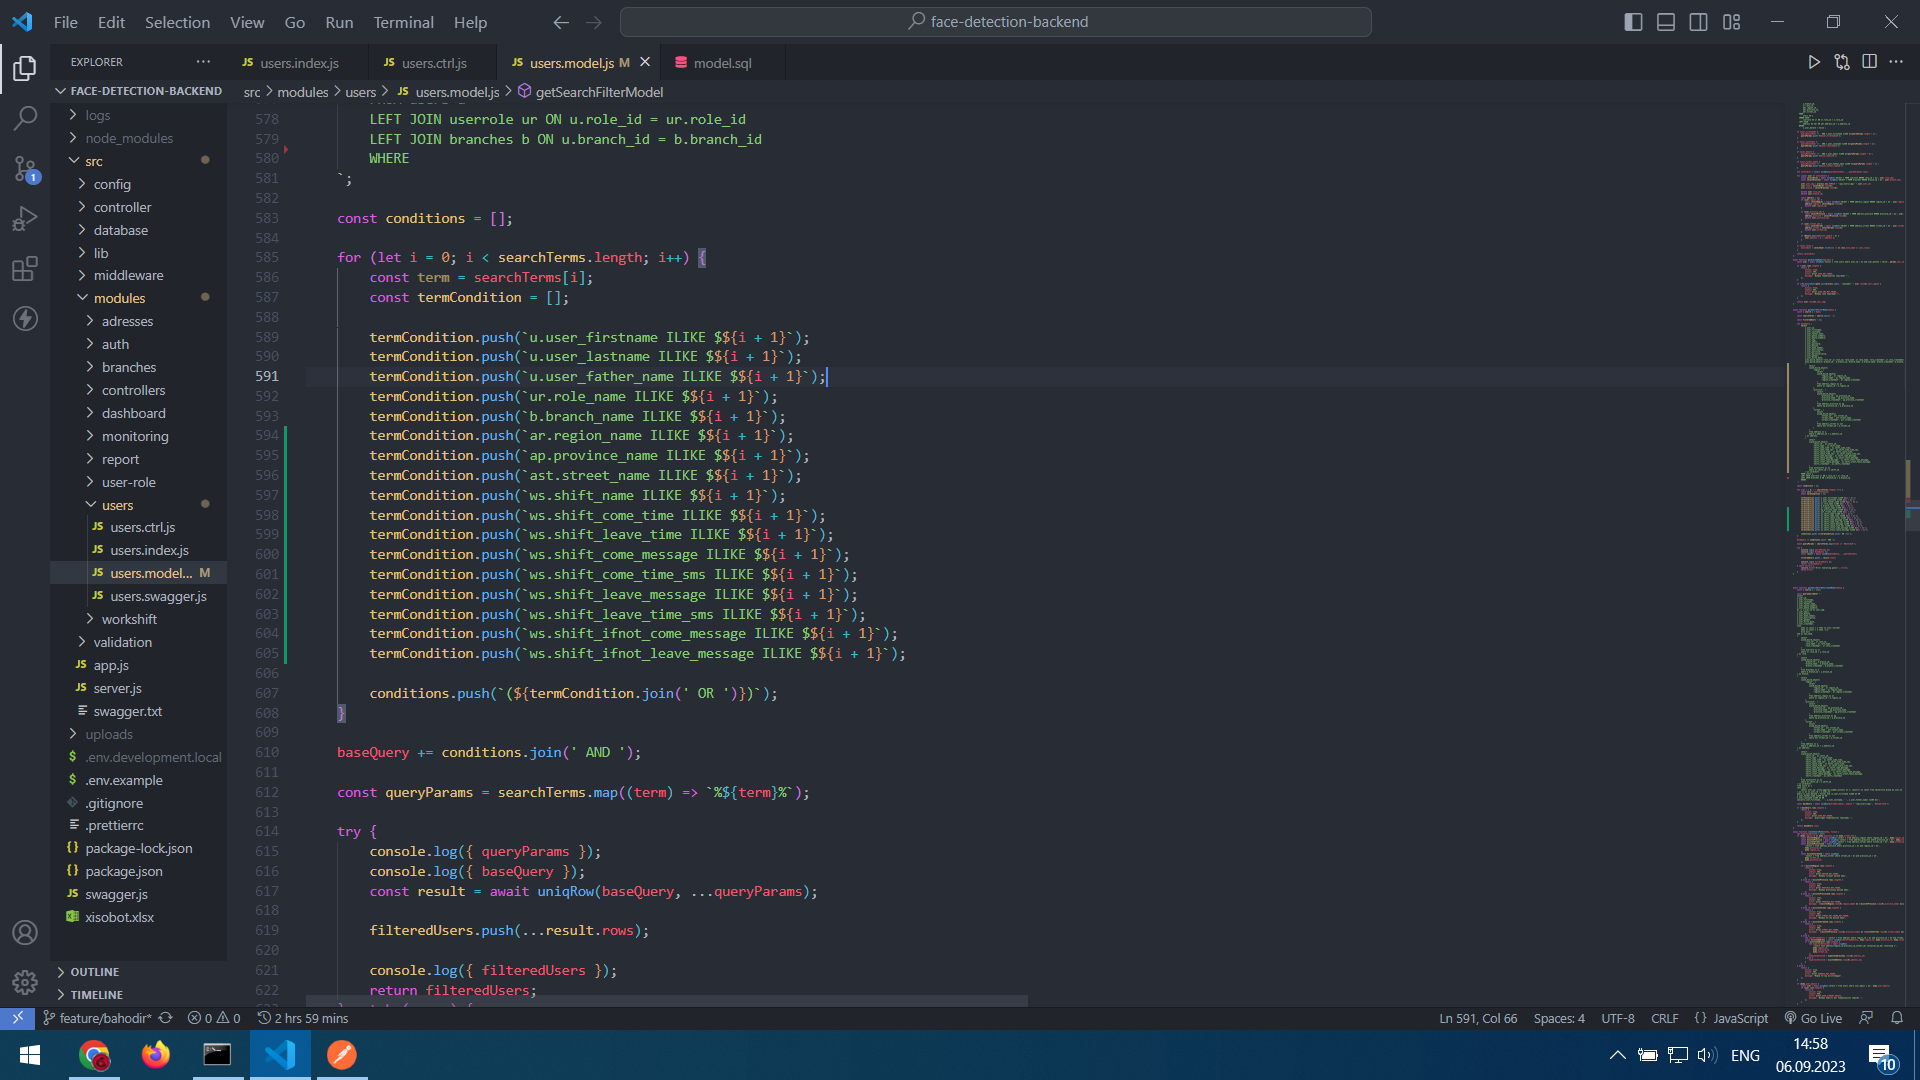 File Edit Selection View Go Run Terminal Help
face-detection-backend
EXPLORER
users.index.js
users.ctrl.js
users.model.js M
model.sql
FACE-DETECTION-BACKEND
src > modules > users > JS users.model.js > getSearchFilterModel
logs
node_modules
src
config
controller
database
lib
middleware
modules
adresses
auth
branches
controllers
dashboard
monitoring
report
user-role
users
JS users.ctrl.js
JS users.index.js
JS users.model... M
JS users.swagger.js
workshift
validation
JS app.js
JS server.js
swagger.txt
uploads
$ .env.development.local
$ .env.example
.gitignore
.prettierrc
{} package-lock.json
{} package.json
JS swagger.js
xisobot.xlsx
OUTLINE
TIMELINE
578 LEFT JOIN userrole ur ON u.role_id = ur.role_id
579 LEFT JOIN branches b ON u.branch_id = b.branch_id
580 WHERE
581 `;
582
583 const conditions = [];
584
585 for (let i = 0; i < searchTerms.length; i++) {
586 const term = searchTerms[i];
587 const termCondition = [];
588
589 termCondition.push(`u.user_firstname ILIKE $${i + 1}`);
590 termCondition.push(`u.user_lastname ILIKE $${i + 1}`);
591 termCondition.push(`u.user_father_name ILIKE $${i + 1}`);
592 termCondition.push(`ur.role_name ILIKE $${i + 1}`);
593 termCondition.push(`b.branch_name ILIKE $${i + 1}`);
594 termCondition.push(`ar.region_name ILIKE $${i + 1}`);
595 termCondition.push(`ap.province_name ILIKE $${i + 1}`);
596 termCondition.push(`ast.street_name ILIKE $${i + 1}`);
597 termCondition.push(`ws.shift_name ILIKE $${i + 1}`);
598 termCondition.push(`ws.shift_come_time ILIKE $${i + 1}`);
599 termCondition.push(`ws.shift_leave_time ILIKE $${i + 1}`);
600 termCondition.push(`ws.shift_come_message ILIKE $${i + 1}`);
601 termCondition.push(`ws.shift_come_time_sms ILIKE $${i + 1}`);
602 termCondition.push(`ws.shift_leave_message ILIKE $${i + 1}`);
603 termCondition.push(`ws.shift_leave_time_sms ILIKE $${i + 1}`);
604 termCondition.push(`ws.shift_ifnot_come_message ILIKE $${i + 1}`);
605 termCondition.push(`ws.shift_ifnot_leave_message ILIKE $${i + 1}`);
606
607 conditions.push(`(${termCondition.join(' OR ')})`);
608 }
609
610 baseQuery += conditions.join(' AND ');
611
612 const queryParams = searchTerms.map((term) => `%${term}%`);
613
614 try {
615 console.log({ queryParams });
616 console.log({ baseQuery });
617 const result = await uniqRow(baseQuery, ...queryParams);
618
619 filteredUsers.push(...result.rows);
620
621 console.log({ filteredUsers });
622 return filteredUsers;
feature/bahodir* 0 0 2 hrs 59 mins
Ln 591, Col 66 Spaces: 4 UTF-8 CRLF {} JavaScript Go Live
ENG
14:58
06.09.2023
10